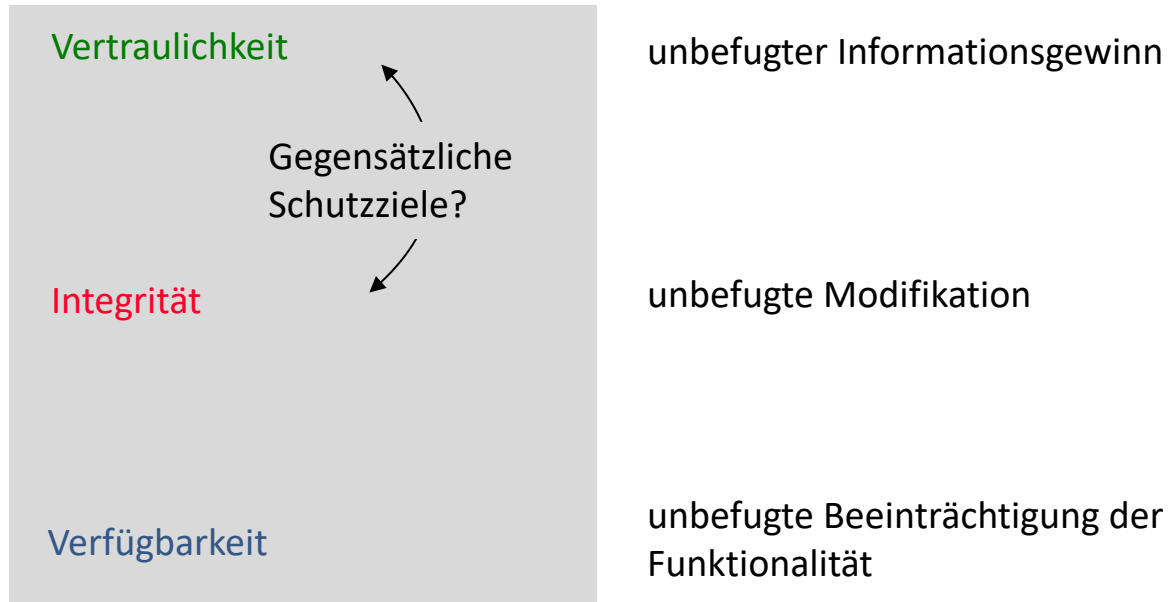 Vertraulichkeit
unbefugter Informationsgewinn
Gegensätzliche
Schutzziele?
Integrität
unbefugte Modifikation
Verfügbarkeit
unbefugte Beeinträchtigung der
Funktionalität